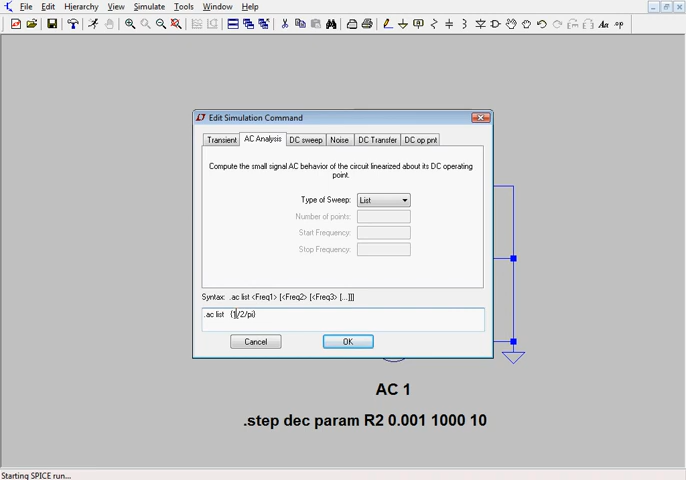 File Edit Hierarchy View Simulate Tools Window Help
Aa .op
Edit Simulation Command
Transient AC Analysis DC sweep Noise DC Transfer DC op pnt
Compute the small signal AC behavior of the circuit linearized about its DC operating
point.
Type of Sweep: List
Number of points:
Start Frequency:
Stop Frequency:
Syntax: .ac list <Freq1> [<Freq2> [<Freq3> [...]]]
.ac list {1/2/pi}
Cancel OK
AC 1
.step dec param R2 0.001 1000 10
Starting SPICE run...